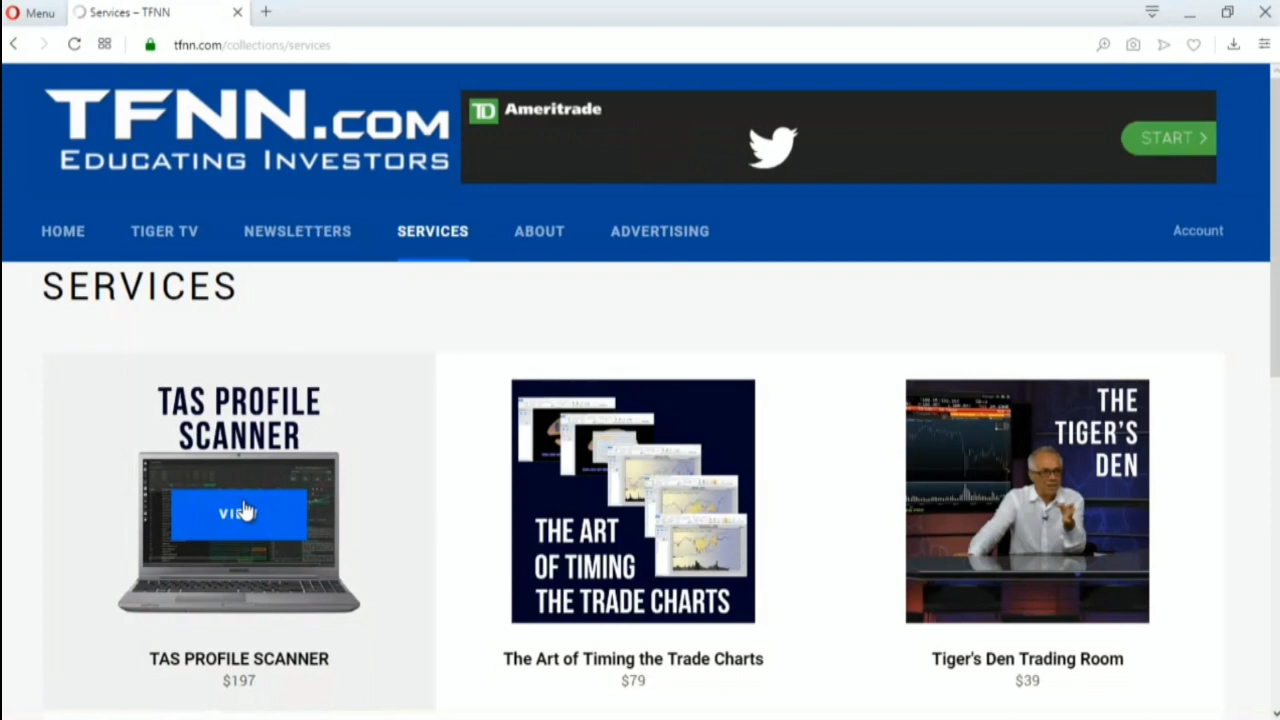 Menu
Services – TFNN
tfnn.com/collections/services
TFNN.COM
EDUCATING INVESTORS
TD Ameritrade
START >
HOME
TIGER TV
NEWSLETTERS
SERVICES
ABOUT
ADVERTISING
Account
SERVICES
TAS PROFILE
SCANNER
TAS PROFILE SCANNER
$197
THE ART
OF TIMING
THE TRADE CHARTS
The Art of Timing the Trade Charts
$79
THE
TIGER'S
DEN
Tiger's Den Trading Room
$39